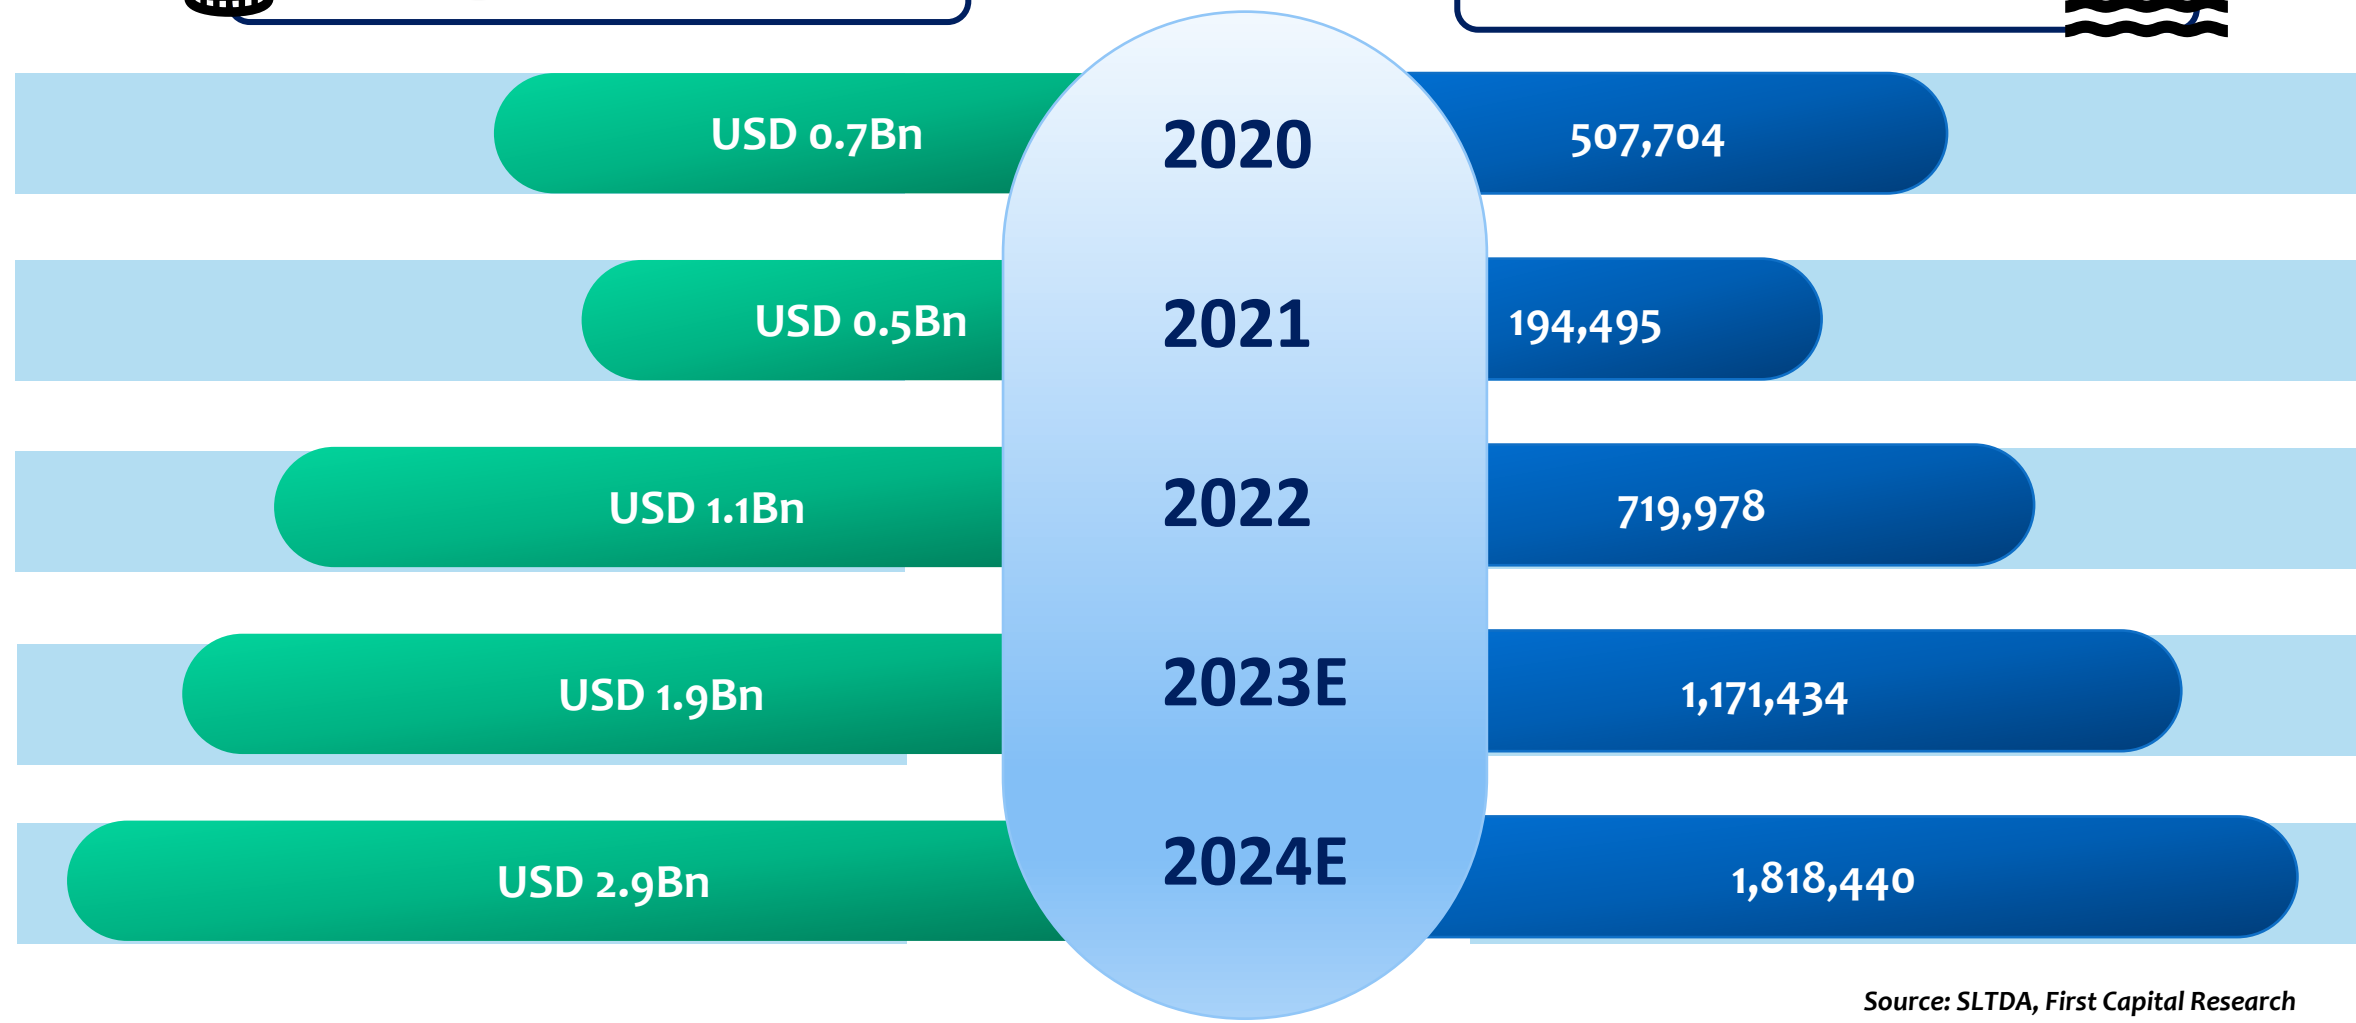 USD 0.7Bn 2020 507,704
USD 0.5Bn 2021 194,495
USD 1.1Bn 2022 719,978
USD 1.9Bn 2023E 1,171,434
USD 2.9Bn 2024E 1,818,440
Source: SLTDA, First Capital Research